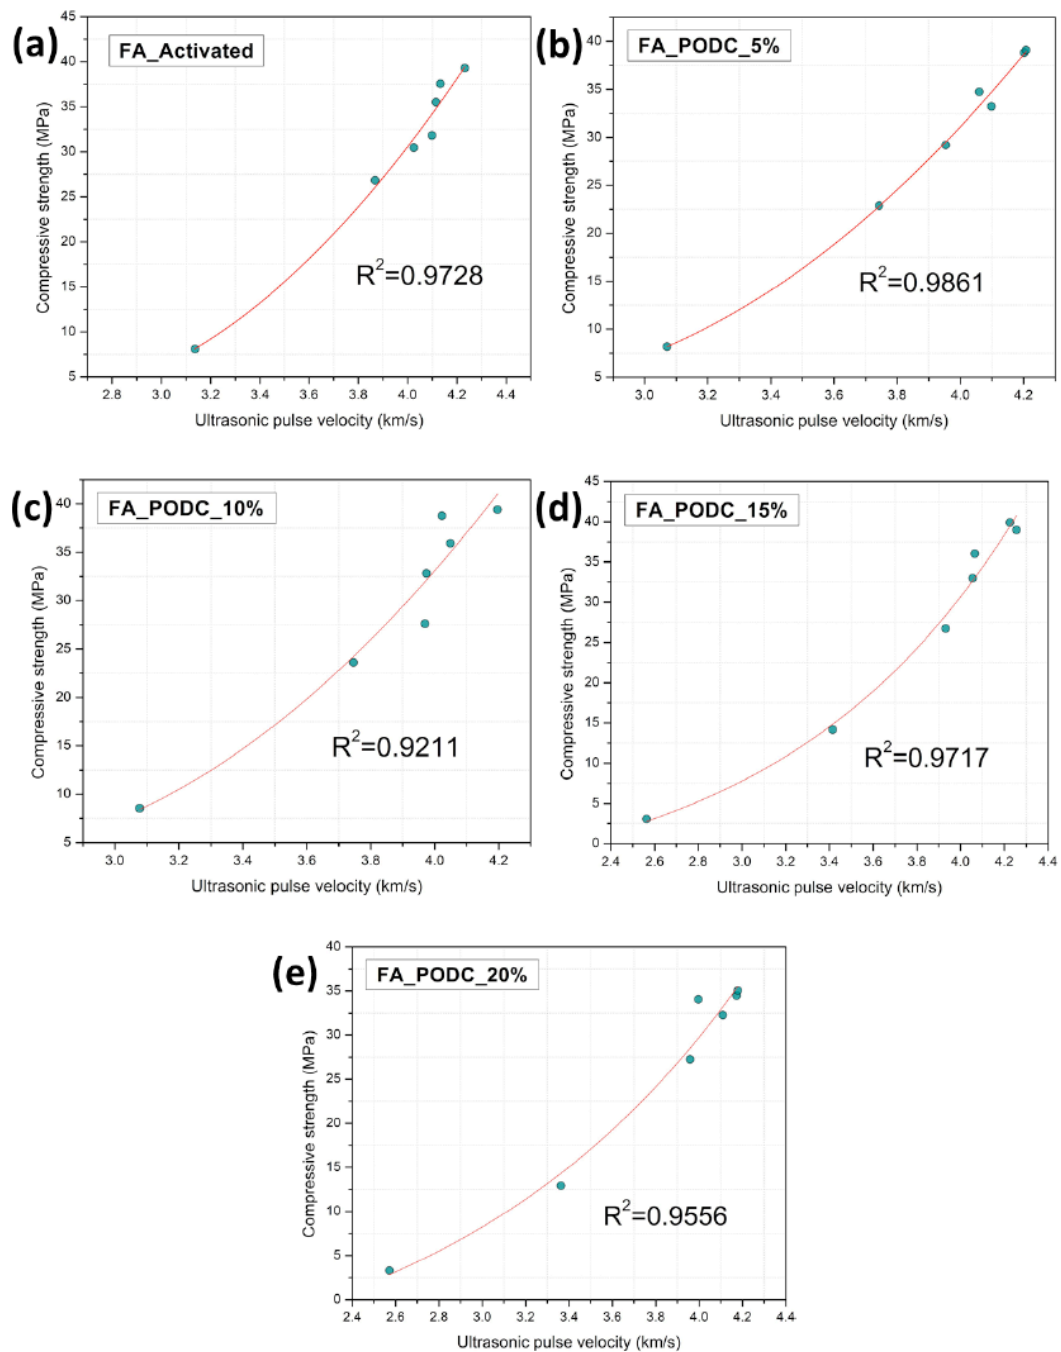 (a)
FA_Activated
R²=0.9728
Compressive strength (MPa)
45
40
35
30
25
20
15
10
5
2.8 3.0 3.2 3.4 3.6 3.8 4.0 4.2 4.4
Ultrasonic pulse velocity (km/s)
(b)
FA_PODC_5%
R²=0.9861
Compressive strength (MPa)
40
35
30
25
20
15
10
5
3.0 3.2 3.4 3.6 3.8 4.0 4.2
Ultrasonic pulse velocity (km/s)
(c)
FA_PODC_10%
R²=0.9211
Compressive strength (MPa)
40
35
30
25
20
15
10
5
3.0 3.2 3.4 3.6 3.8 4.0 4.2
Ultrasonic pulse velocity (km/s)
(d)
FA_PODC_15%
R²=0.9717
Compressive strength (MPa)
45
40
35
30
25
20
15
10
5
0
2.4 2.6 2.8 3.0 3.2 3.4 3.6 3.8 4.0 4.2 4.4
Ultrasonic pulse velocity (km/s)
(e)
FA_PODC_20%
R²=0.9556
Compressive strength (MPa)
40
35
30
25
20
15
10
5
0
2.4 2.6 2.8 3.0 3.2 3.4 3.6 3.8 4.0 4.2 4.4
Ultrasonic pulse velocity (km/s)